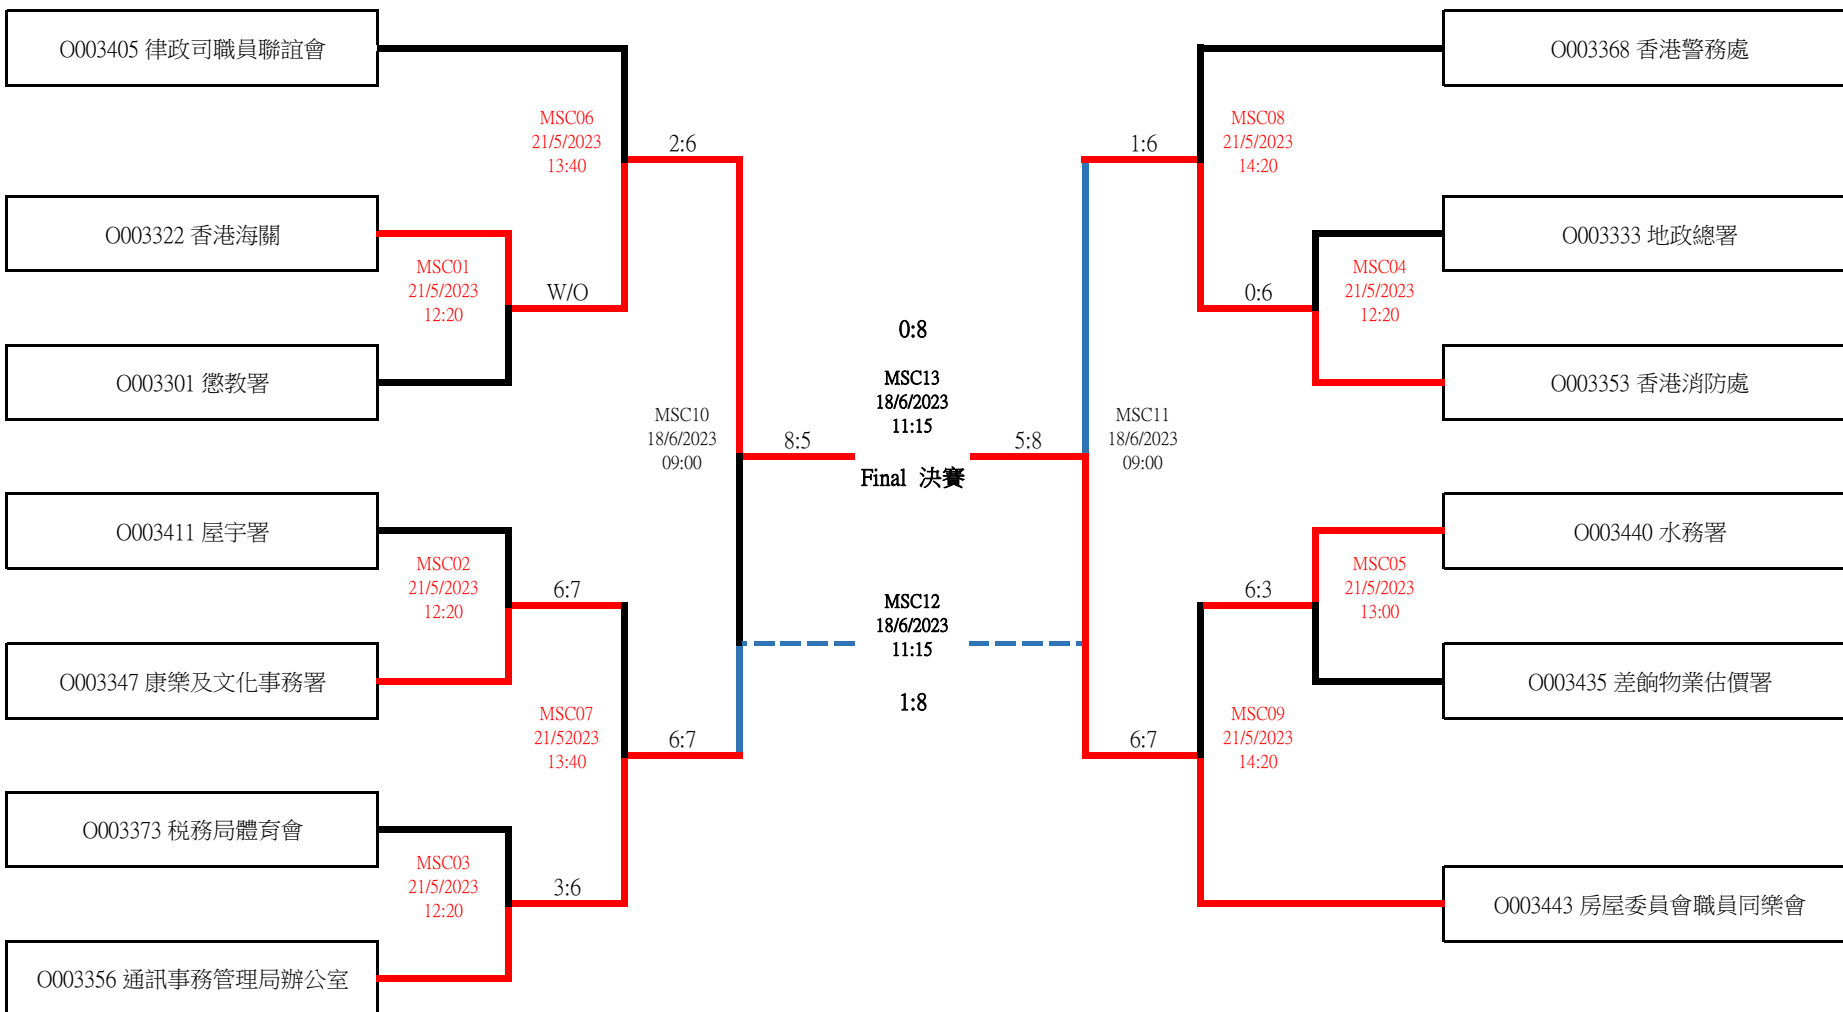 O003405 律政司職員聯誼會
O003368 香港警務處
MSC06
21/5/2023
13:40
2:6
1:6
MSC08
21/5/2023
14:20
O003322 香港海關
O003333 地政總署
MSC01
21/5/2023
12:20
W/O
0:6
MSC04
21/5/2023
12:20
O003301 懲教署
O003353 香港消防處
0:8
MSC13
18/6/2023
11:15
Final 決賽
MSC10
18/6/2023
09:00
8:5
5:8
MSC11
18/6/2023
09:00
O003411 屋宇署
O003440 水務署
MSC02
21/5/2023
12:20
6:7
6:3
MSC05
21/5/2023
13:00
MSC12
18/6/2023
11:15
1:8
O003347 康樂及文化事務署
O003435 差餉物業估價署
MSC07
21/52023
13:40
6:7
6:7
MSC09
21/5/2023
14:20
O003373 税務局體育會
MSC03
21/5/2023
12:20
3:6
O003443 房屋委員會職員同樂會
O003356 通訊事務管理局辦公室